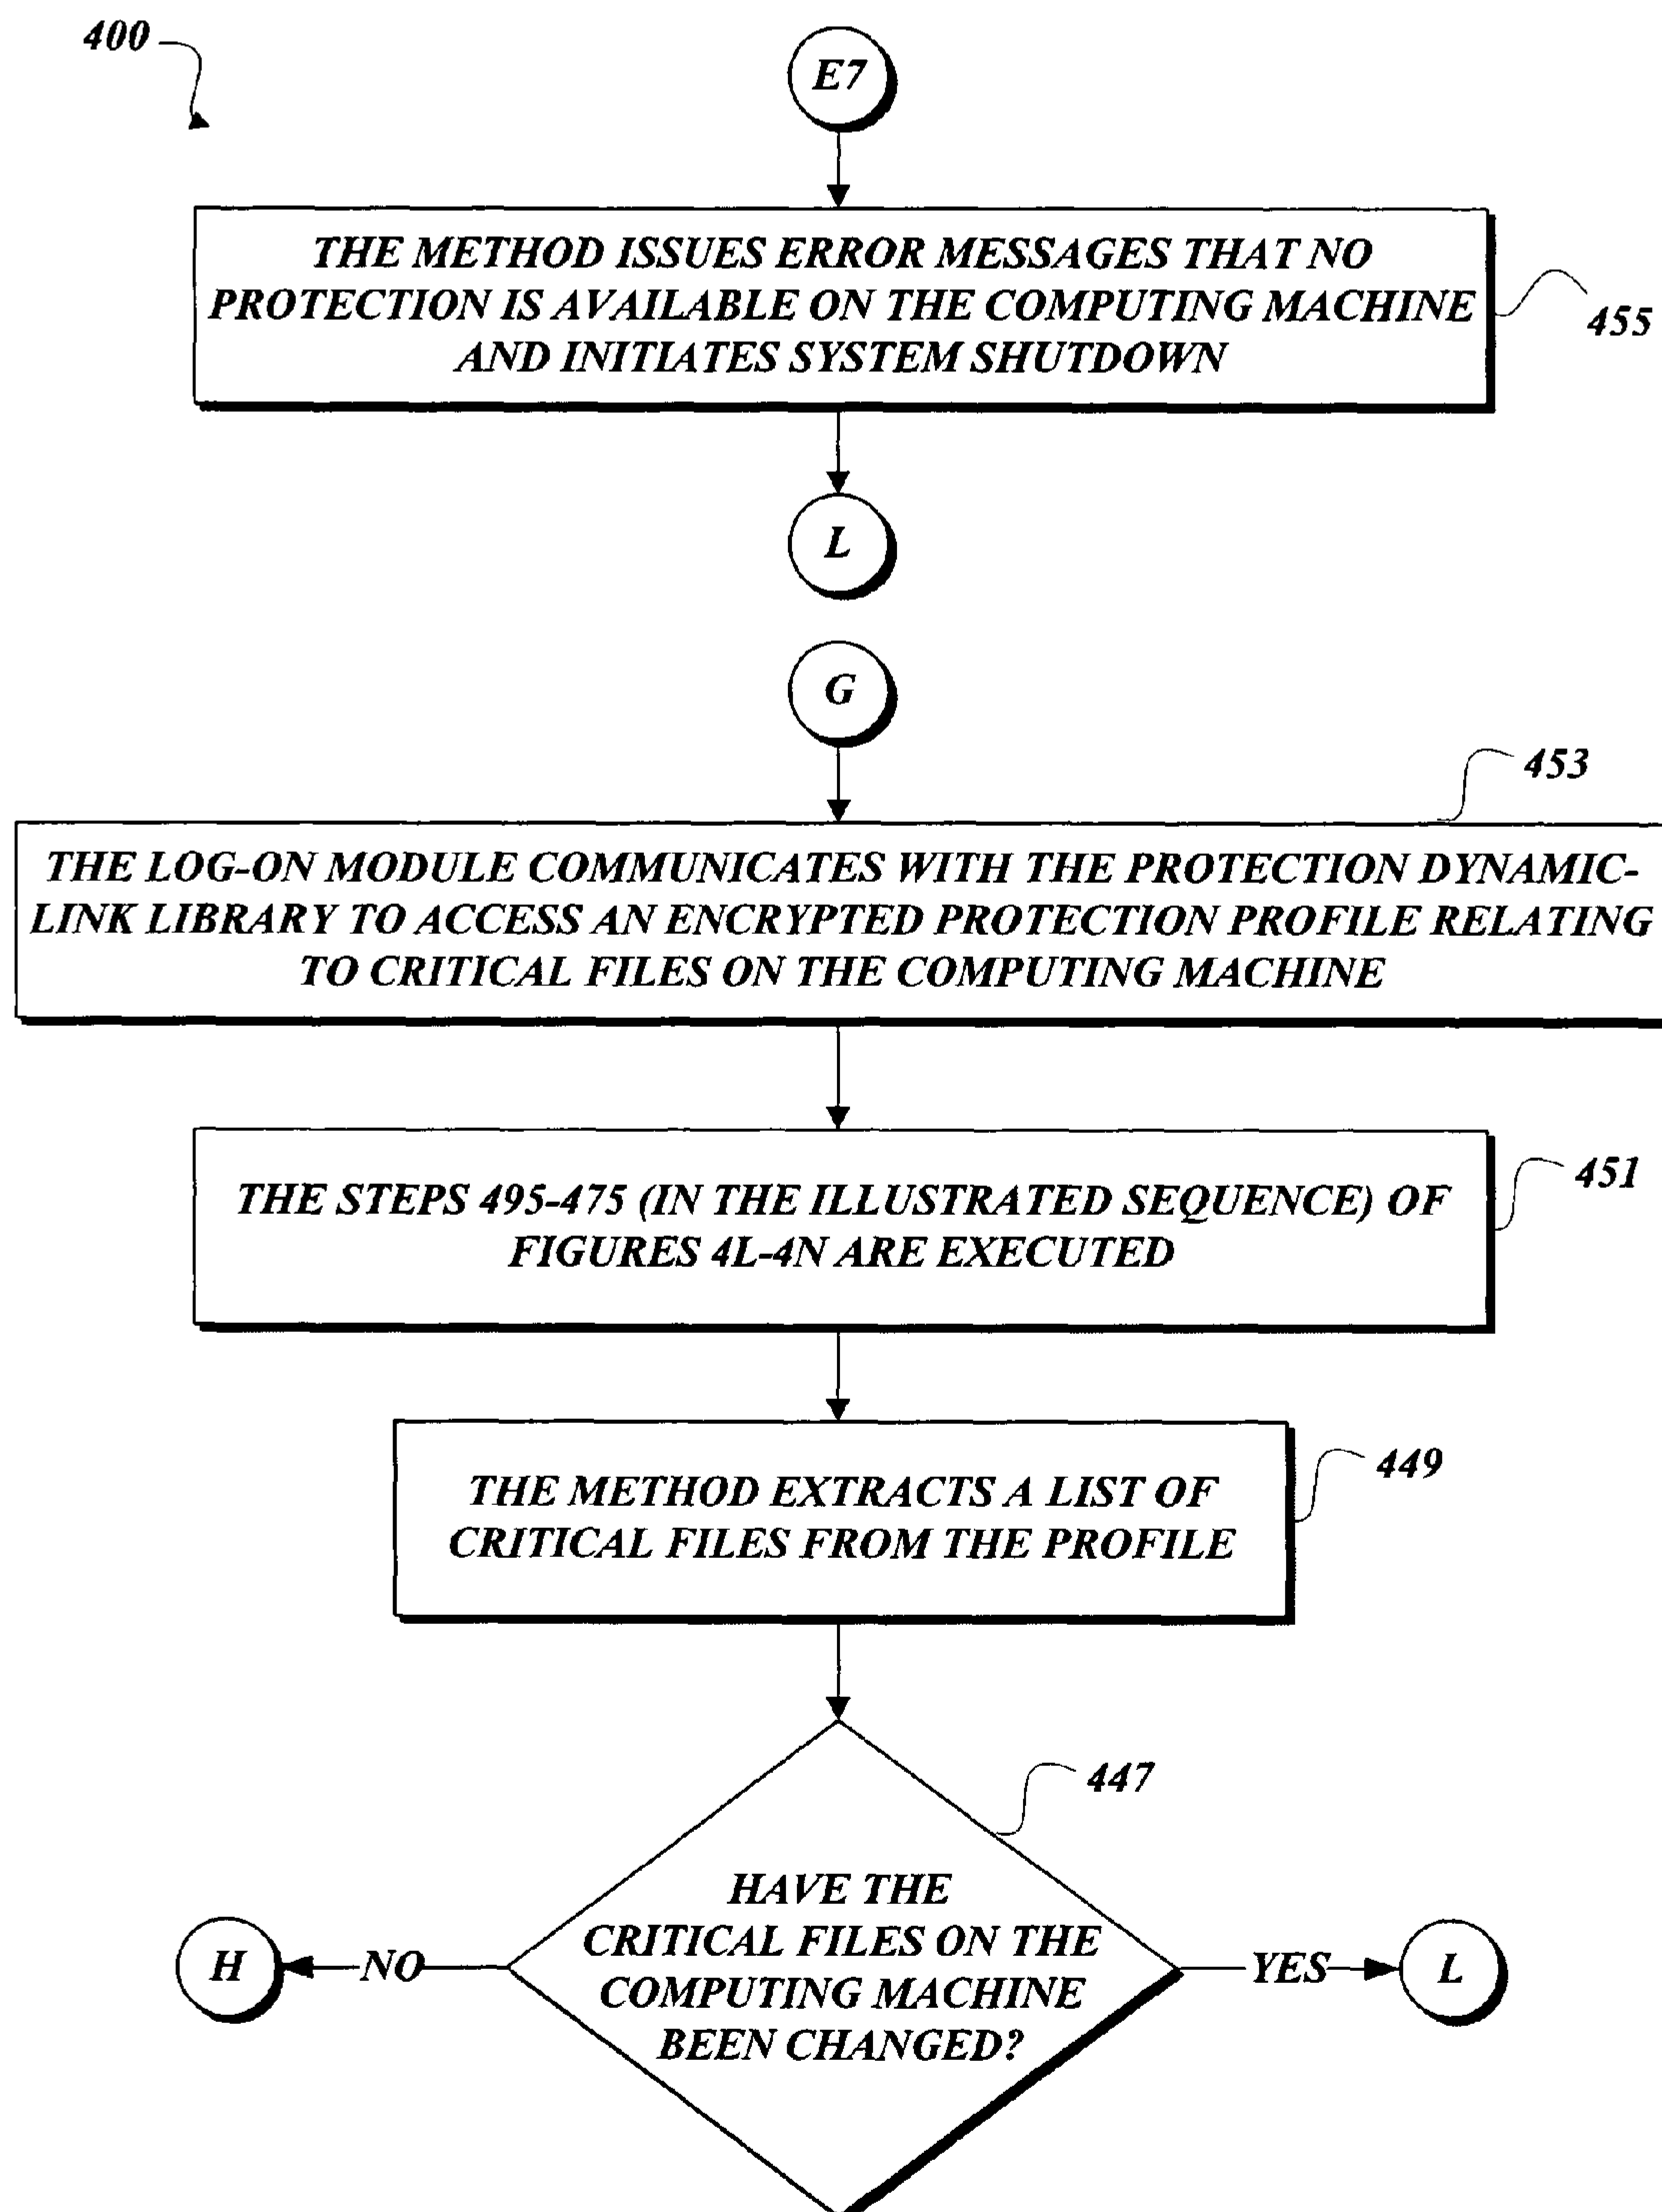 400
E7
THE METHOD ISSUES ERROR MESSAGES THAT NO
PROTECTION IS AVAILABLE ON THE COMPUTING MACHINE
AND INITIATES SYSTEM SHUTDOWN
455
L
G
453
THE LOG-ON MODULE COMMUNICATES WITH THE PROTECTION DYNAMIC-
LINK LIBRARY TO ACCESS AN ENCRYPTED PROTECTION PROFILE RELATING
TO CRITICAL FILES ON THE COMPUTING MACHINE
THE STEPS 495-475 (IN THE ILLUSTRATED SEQUENCE) OF
FIGURES 4L-4N ARE EXECUTED
451
THE METHOD EXTRACTS A LIST OF
CRITICAL FILES FROM THE PROFILE
449
447
HAVE THE
CRITICAL FILES ON THE
COMPUTING MACHINE
BEEN CHANGED?
H
NO
YES
L